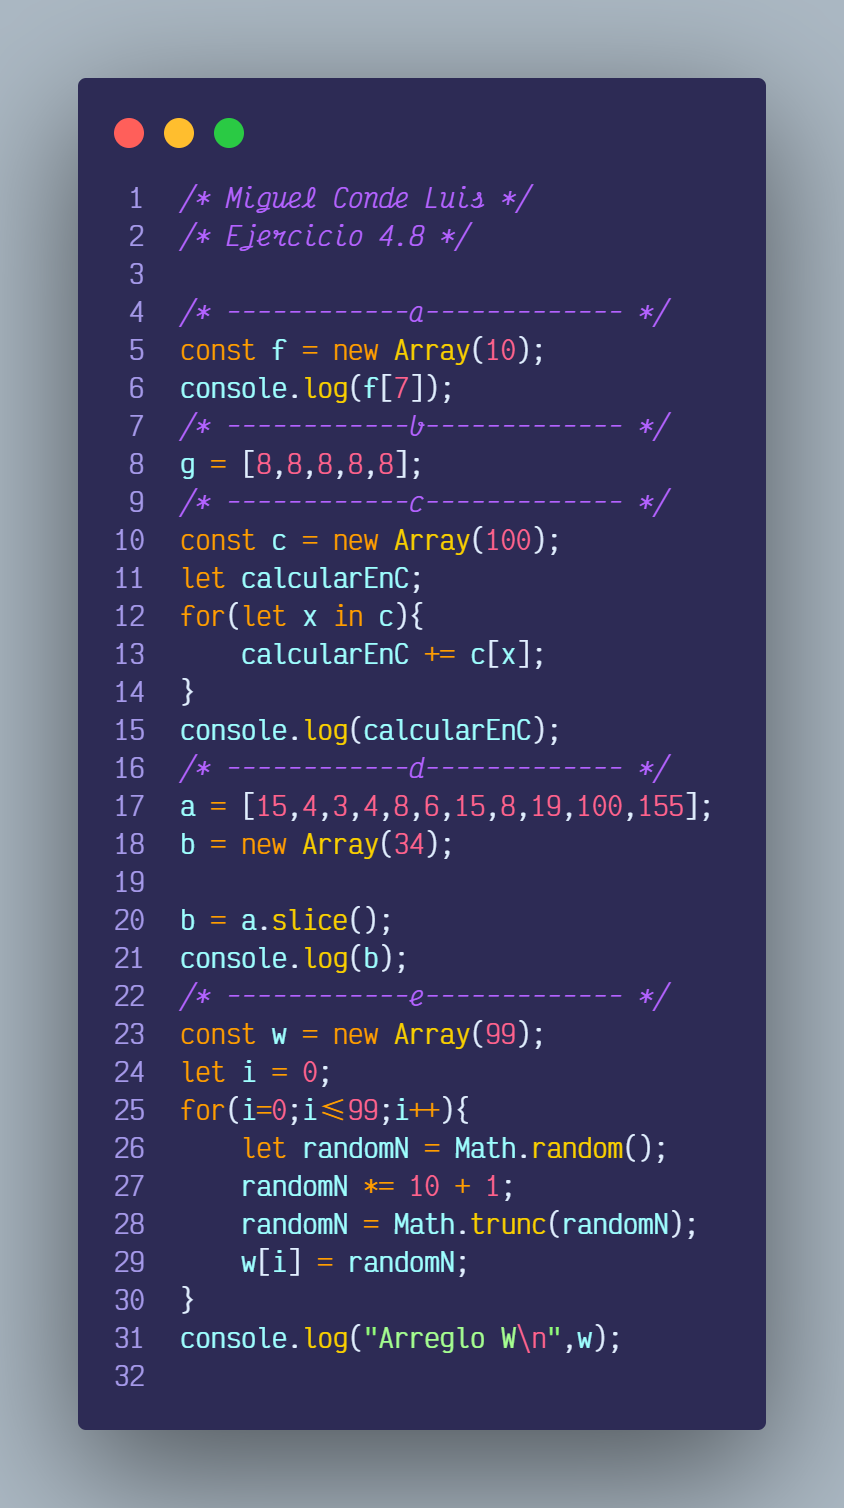 1 /* Miguel Conde Luis */
2 /* Ejercicio 4.8 */
3
4 /* ------------a------------- */
5 const f = new Array(10);
6 console.log(f[7]);
7 /* ------------b------------- */
8 g = [8,8,8,8,8];
9 /* ------------c------------- */
10 const c = new Array(100);
11 let calcularEnC;
12 for(let x in c){
13     calcularEnC += c[x];
14 }
15 console.log(calcularEnC);
16 /* ------------d------------- */
17 a = [15,4,3,4,8,6,15,8,19,100,155];
18 b = new Array(34);
19
20 b = a.slice();
21 console.log(b);
22 /* ------------e------------- */
23 const w = new Array(99);
24 let i = 0;
25 for(i=0;i<=99;i++){
26     let randomN = Math.random();
27     randomN *= 10 + 1;
28     randomN = Math.trunc(randomN);
29     w[i] = randomN;
30 }
31 console.log("Arreglo W\n",w);
32